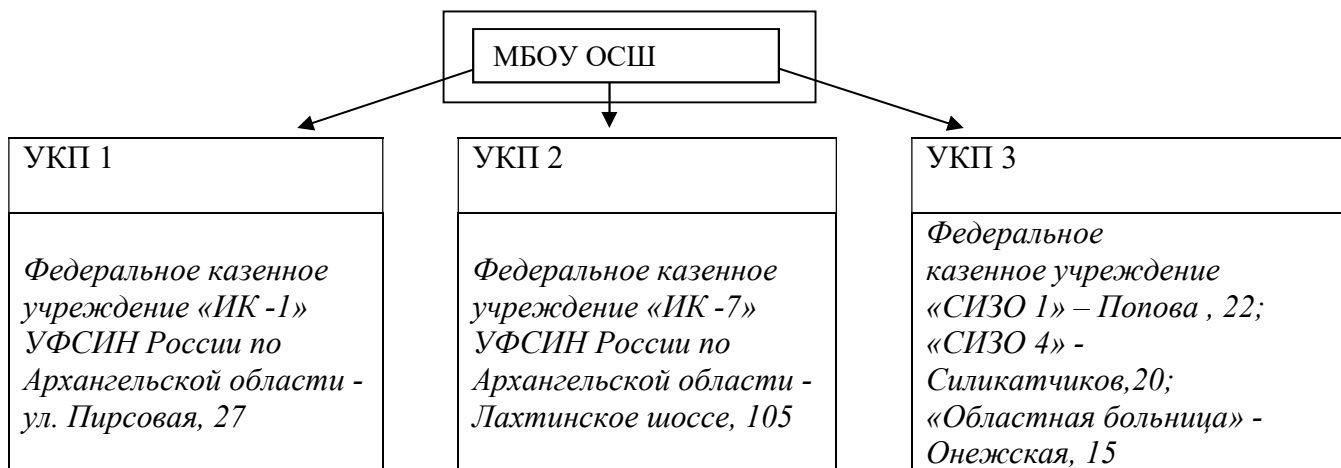 МБОУ ОСШ
УКП 1
Федеральное казенное
учреждение «ИК -1»
УФСИН России по
Архангельской области -
ул. Пирсовая, 27
УКП 2
Федеральное казенное
учреждение «ИК -7»
УФСИН России по
Архангельской области -
Лахтинское шоссе, 105
УКП 3
Федеральное
казенное учреждение
«СИЗО 1» – Попова , 22;
«СИЗО 4» -
Силикатчиков,20;
«Областная больница» -
Онежская, 15